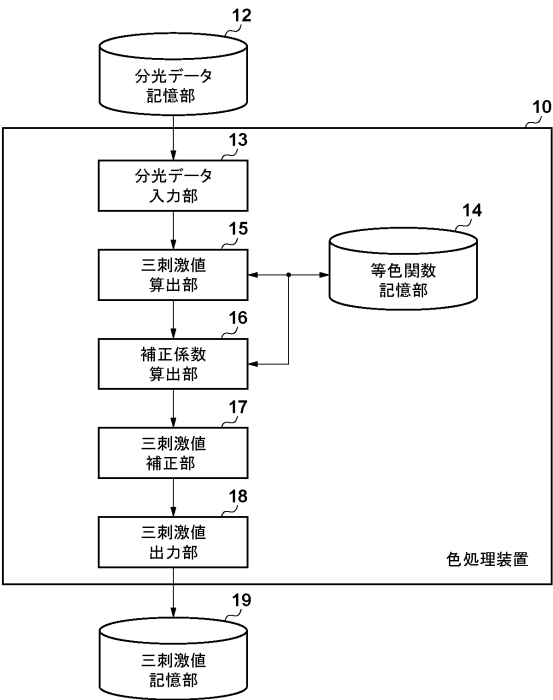 12
分光データ
記憶部
10
13
分光データ
入力部
14
等色関数
記憶部
15
三刺激値
算出部
16
補正係数
算出部
17
三刺激値
補正部
18
三刺激値
出力部
色処理装置
19
三刺激値
記憶部